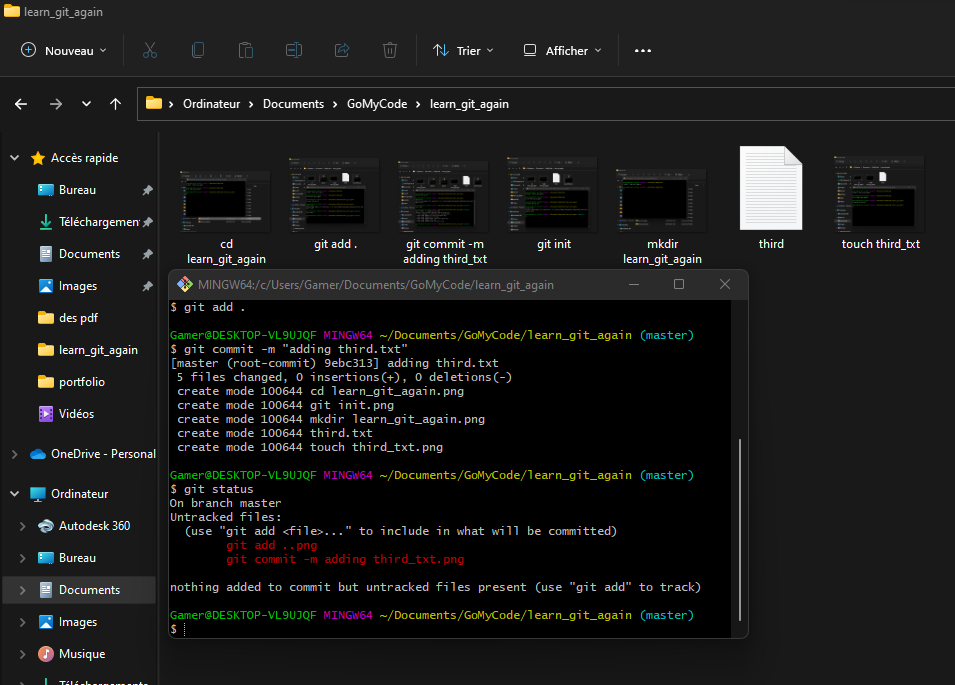 learn_git_again
Nouveau
Trier
Afficher
Ordinateur
Documents
GoMyCode
learn_git_again
Accès rapide
Bureau
Téléchargemen
Documents
Images
des pdf
learn_git_again
portfolio
Vidéos
OneDrive - Personal
Ordinateur
Autodesk 360
Bureau
Documents
Images
Musique
Téléchargements
cd
learn_git_again
git add .
git commit -m
adding third_txt
git init
mkdir
learn_git_again
third
touch third_txt
MINGW64:/c/Users/Gamer/Documents/GoMyCode/learn_git_again
$ git add .
Gamer@DESKTOP-VL9UJQF MINGW64 ~/Documents/GoMyCode/learn_git_again (master)
$ git commit -m "adding third.txt"
[master (root-commit) 9ebc313] adding third.txt
5 files changed, 0 insertions(+), 0 deletions(-)
create mode 100644 cd learn_git_again.png
create mode 100644 git init.png
create mode 100644 mkdir learn_git_again.png
create mode 100644 third.txt
create mode 100644 touch third_txt.png
Gamer@DESKTOP-VL9UJQF MINGW64 ~/Documents/GoMyCode/learn_git_again (master)
$ git status
On branch master
Untracked files:
(use "git add <file>..." to include in what will be committed)
git add ..png
git commit -m adding third_txt.png
nothing added to commit but untracked files present (use "git add" to track)
Gamer@DESKTOP-VL9UJQF MINGW64 ~/Documents/GoMyCode/learn_git_again (master)
$